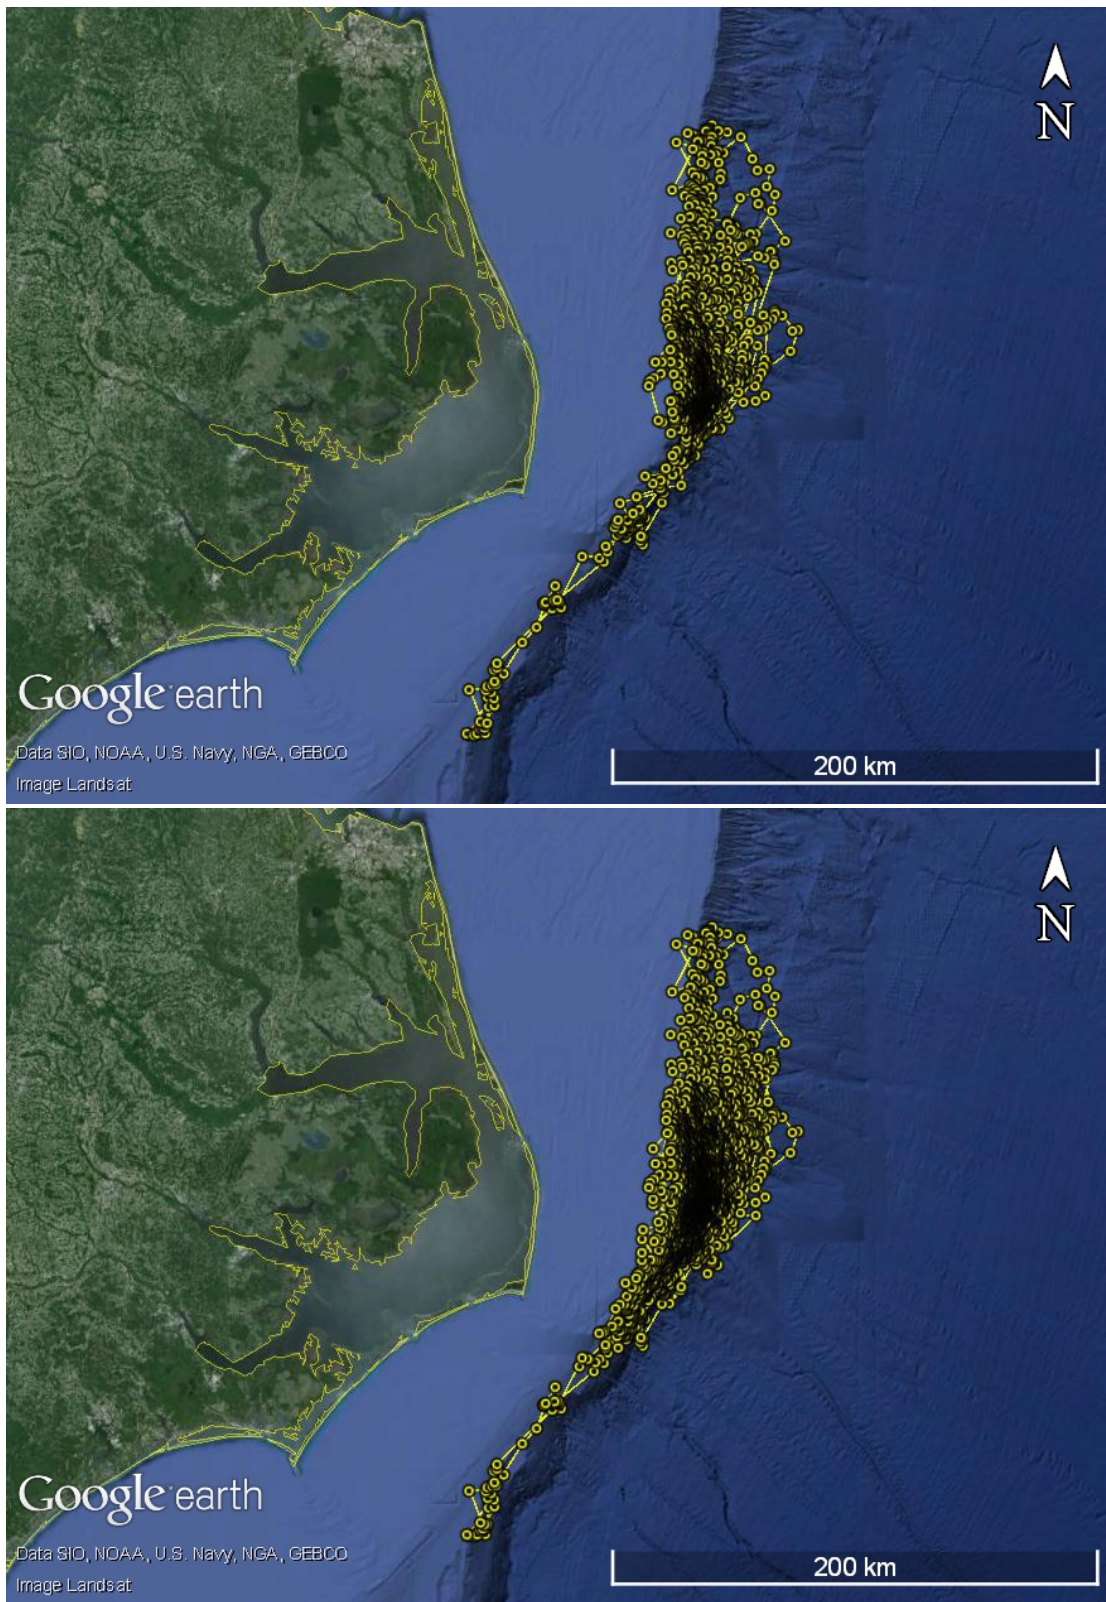 N
Google earth
Data SIO, NOAA, U.S. Navy, NGA, GEBCO
Image Landsat
200 km
N
Google earth
Data SIO, NOAA, U.S. Navy, NGA, GEBCO
Image Landsat
200 km